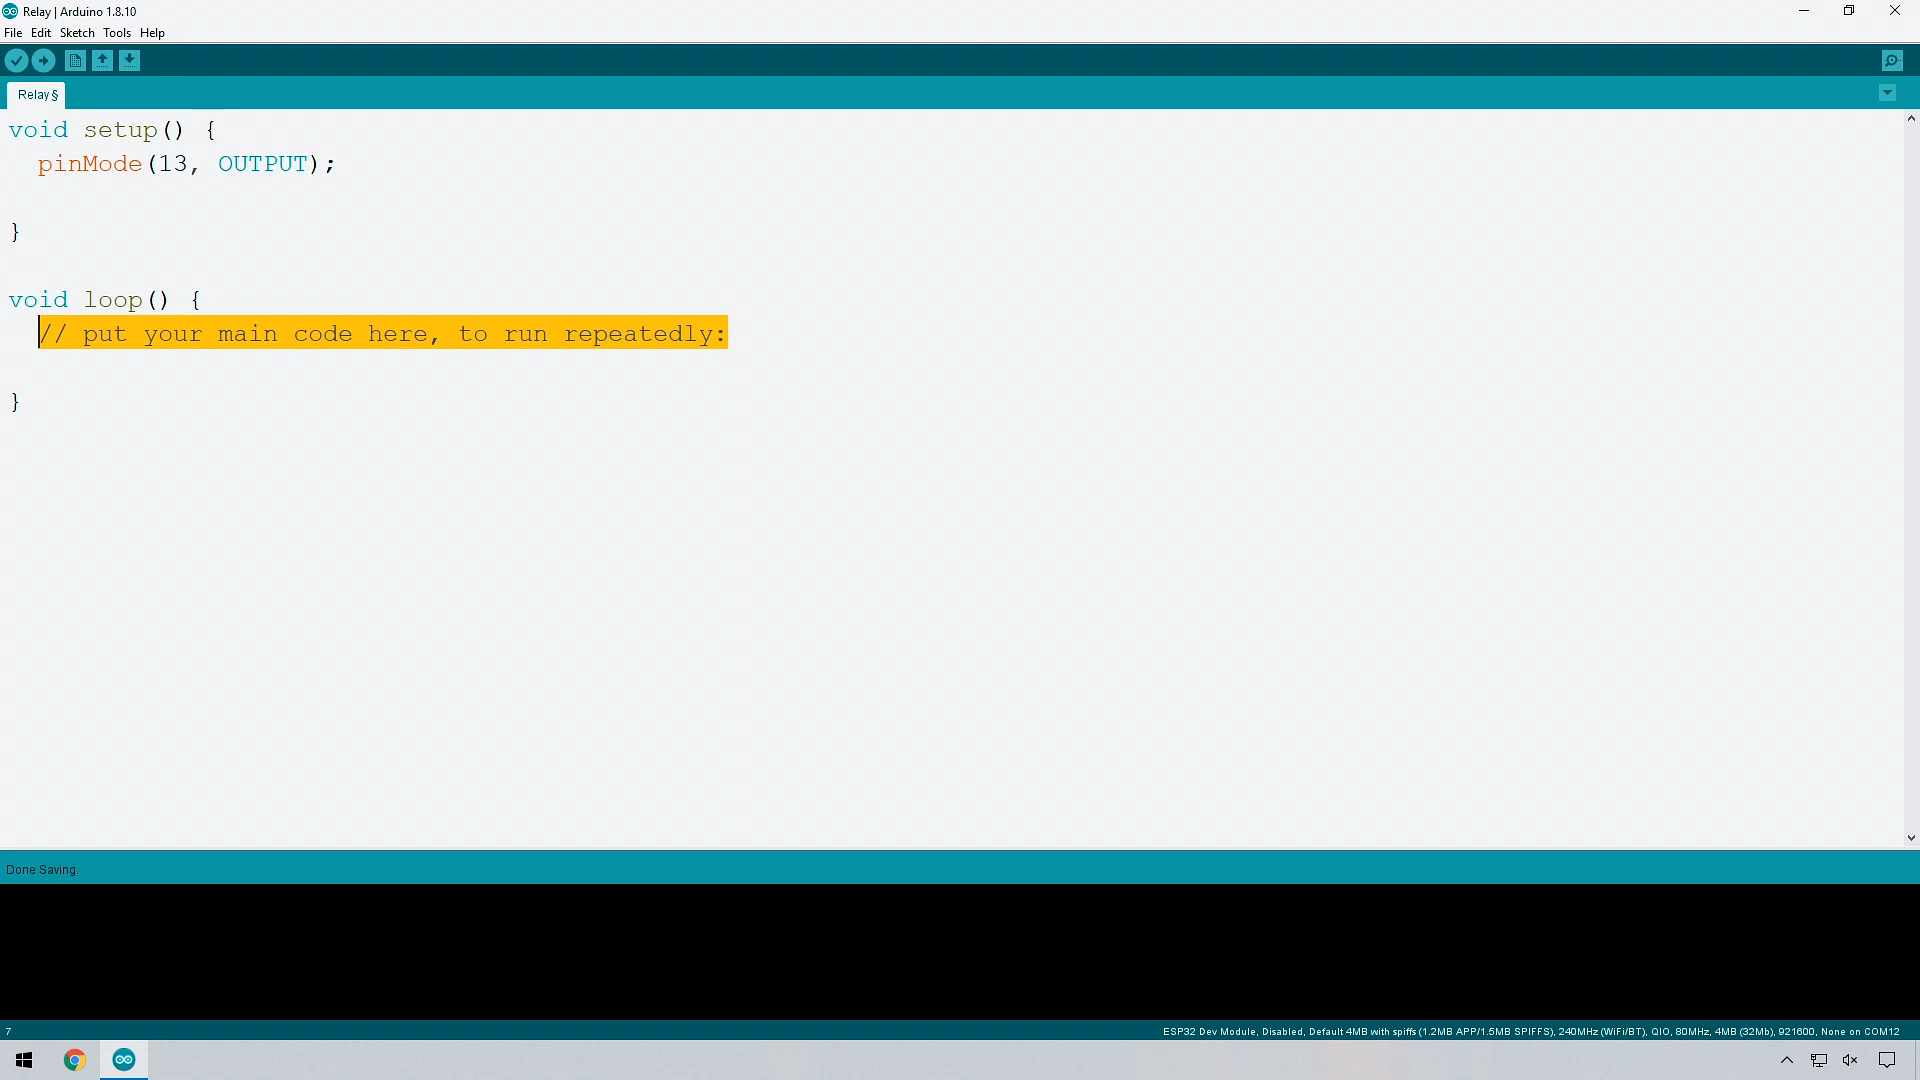 Relay | Arduino 1.8.10
File Edit Sketch Tools Help
Relay§
void setup() {
  pinMode(13, OUTPUT);
}
void loop() {
  // put your main code here, to run repeatedly:
}
Done Saving.
7
ESP32 Dev Module, Disabled, Default 4MB with spiffs (1.2MB APP/1.5MB SPIFFS), 240MHz (WiFi/BT), QIO, 80MHz, 4MB (32Mb), 921600, None on COM12